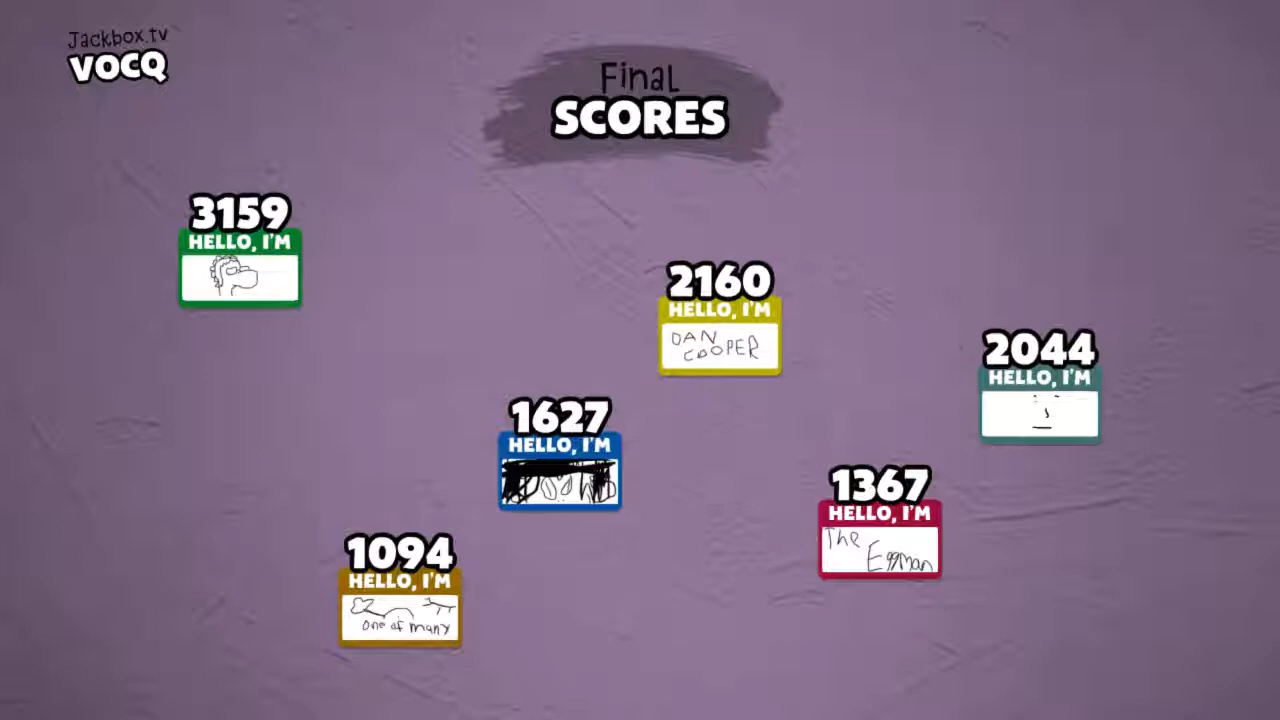 Jackbox.tv
VOCQ
Final
SCORES
3159
HELLO, I'M
2160
HELLO, I'M
DAN
COOPER
2044
HELLO, I'M
1627
HELLO, I'M
1367
HELLO, I'M
The
Eggman
1094
HELLO, I'M
one of many